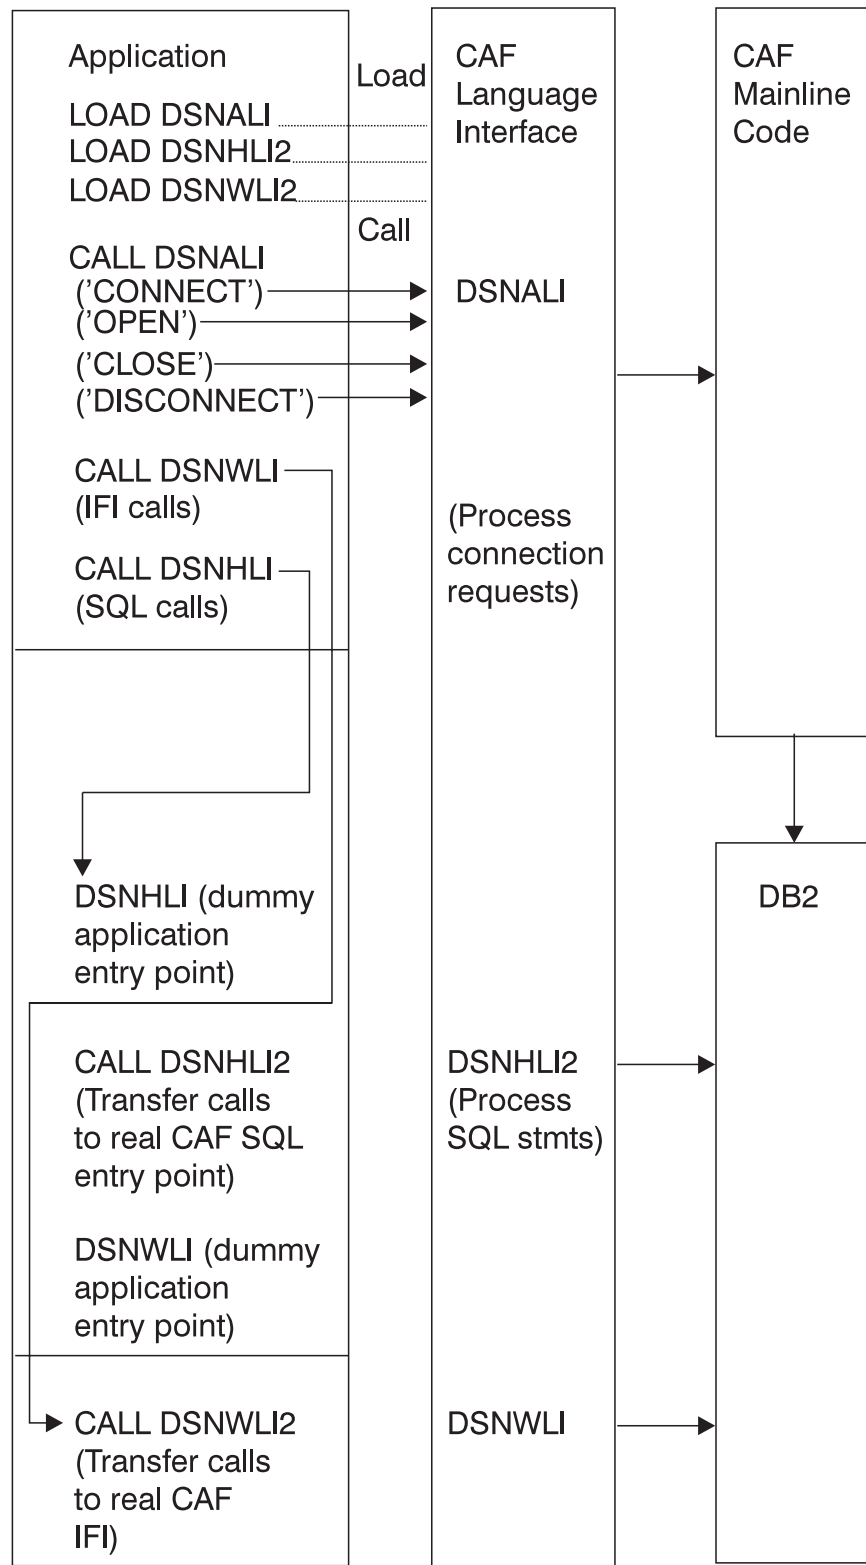 Application
LOAD DSNALI
LOAD DSNHLI2
LOAD DSNWLI2
Load
Call
CALL DSNALI
('CONNECT')
('OPEN')
('CLOSE')
('DISCONNECT')
CALL DSNWLI
(IFI calls)
CALL DSNHLI
(SQL calls)
DSNHLI (dummy
application
entry point)
CALL DSNHLI2
(Transfer calls
to real CAF SQL
entry point)
DSNWLI (dummy
application
entry point)
CALL DSNWLI2
(Transfer calls
to real CAF
IFI)
CAF
Language
Interface
DSNALI
(Process
connection
requests)
DSNHLI2
(Process
SQL stmts)
DSNWLI
CAF
Mainline
Code
DB2